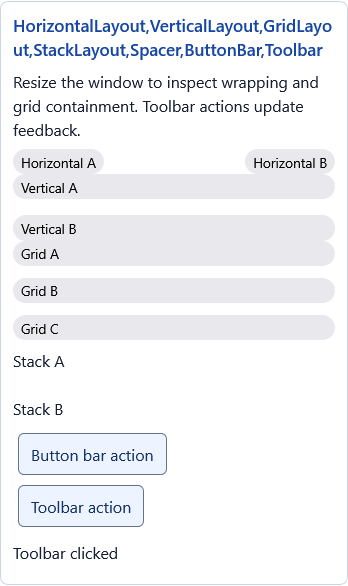 HorizontalLayout,VerticalLayout,GridLayo
ut,StackLayout,Spacer,ButtonBar,Toolbar
Resize the window to inspect wrapping and
grid containment. Toolbar actions update
feedback.
Horizontal A
Horizontal B
Vertical A
Vertical B
Grid A
Grid B
Grid C
Stack A
Stack B
Button bar action
Toolbar action
Toolbar clicked